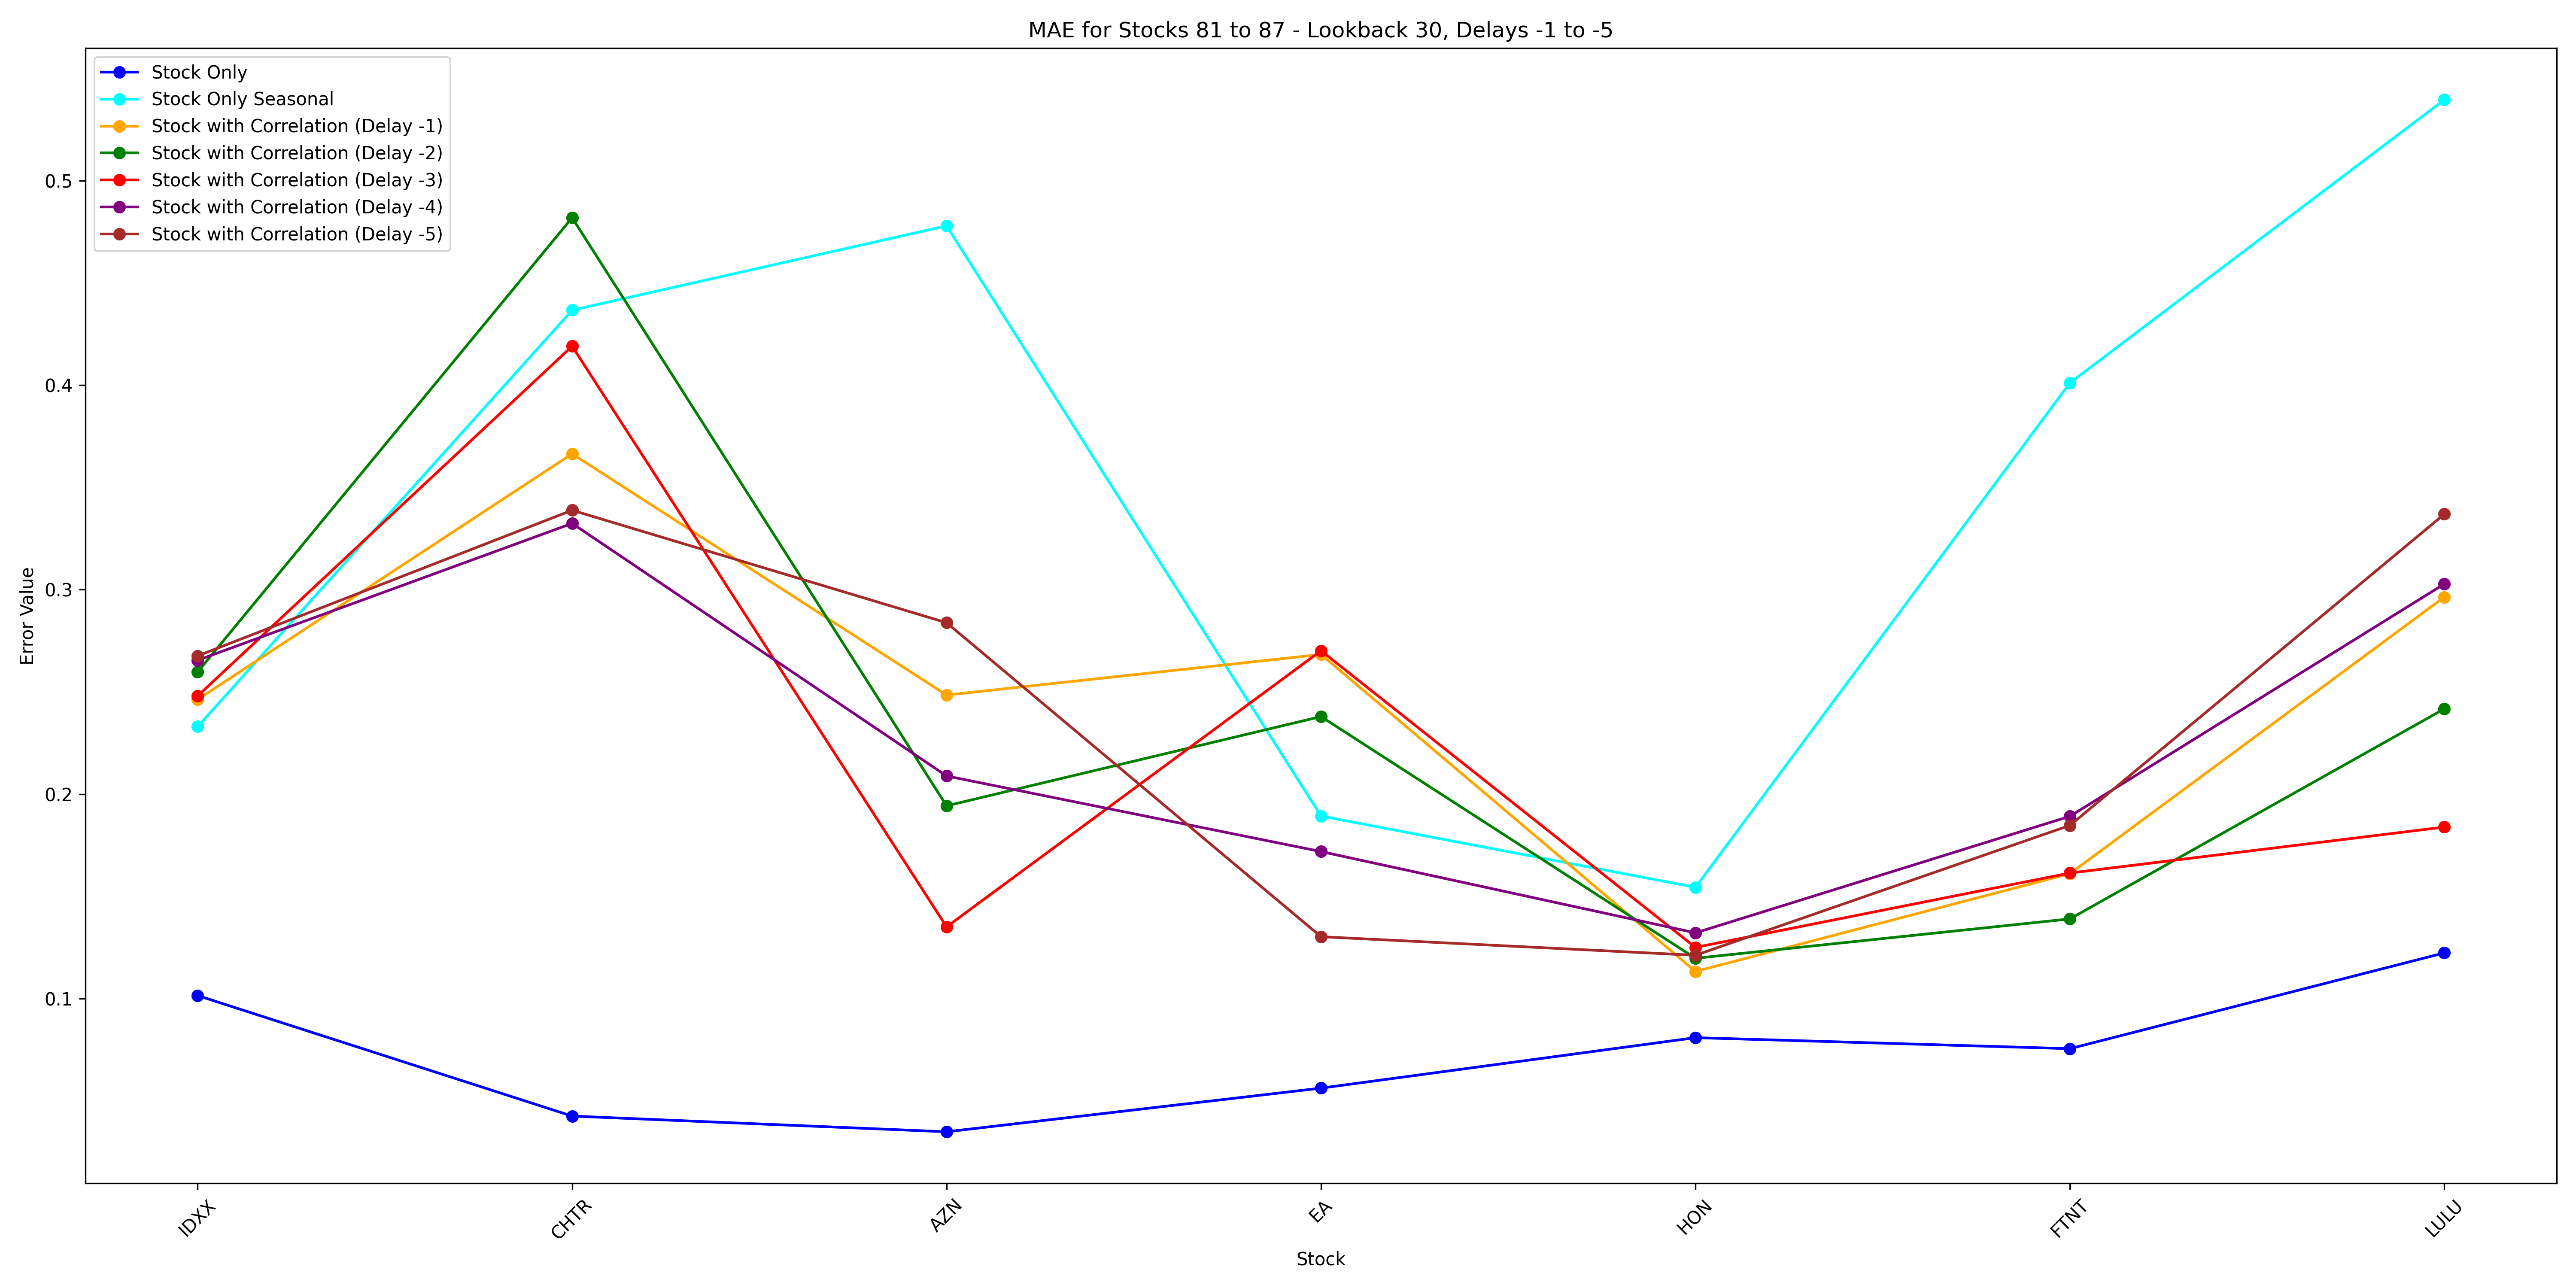 MAE for Stocks 81 to 87 - Lookback 30, Delays -1 to -5
Stock Only
Stock Only Seasonal
Stock with Correlation (Delay -1)
Stock with Correlation (Delay -2)
Stock with Correlation (Delay -3)
Stock with Correlation (Delay -4)
Stock with Correlation (Delay -5)
Error Value
0.5
0.4
0.3
0.2
0.1
IDXX
CHTR
AZN
EA
HON
FTNT
LULU
Stock